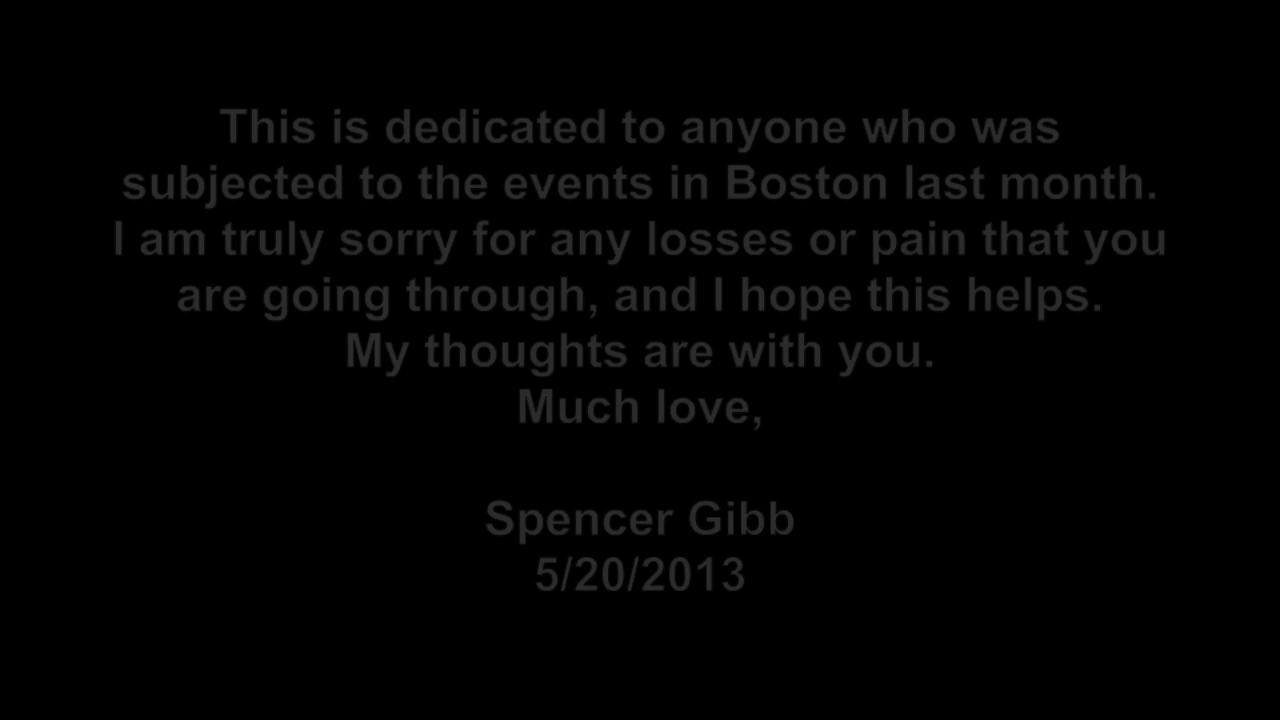 This is dedicated to anyone who was
subjected to the events in Boston last month.
I am truly sorry for any losses or pain that you
are going through, and I hope this helps.
My thoughts are with you.
Much love,
Spencer Gibb
5/20/2013